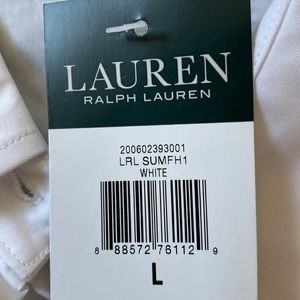 LAUREN
RALPH LAUREN
200602393001
LRL SUMFH1
WHITE
8 88572 76112 9
L